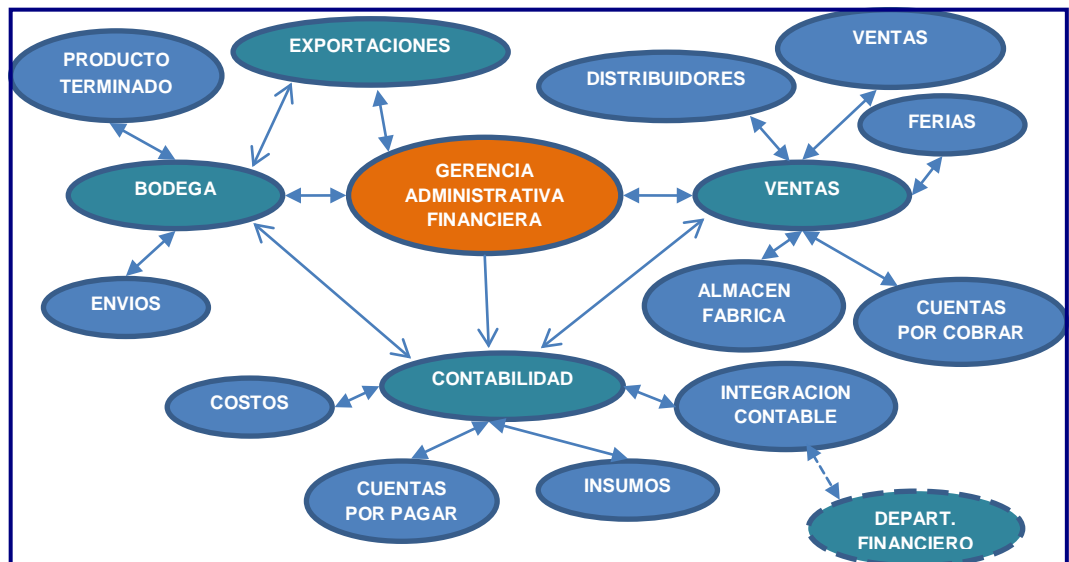 EXPORTACIONES
VENTAS
PRODUCTO
TERMINADO
DISTRIBUIDORES
FERIAS
BODEGA
GERENCIA
ADMINISTRATIVA
FINANCIERA
VENTAS
ENVIOS
ALMACEN
FABRICA
CUENTAS
POR COBRAR
CONTABILIDAD
COSTOS
INTEGRACION
CONTABLE
CUENTAS
POR PAGAR
INSUMOS
DEPART.
FINANCIERO